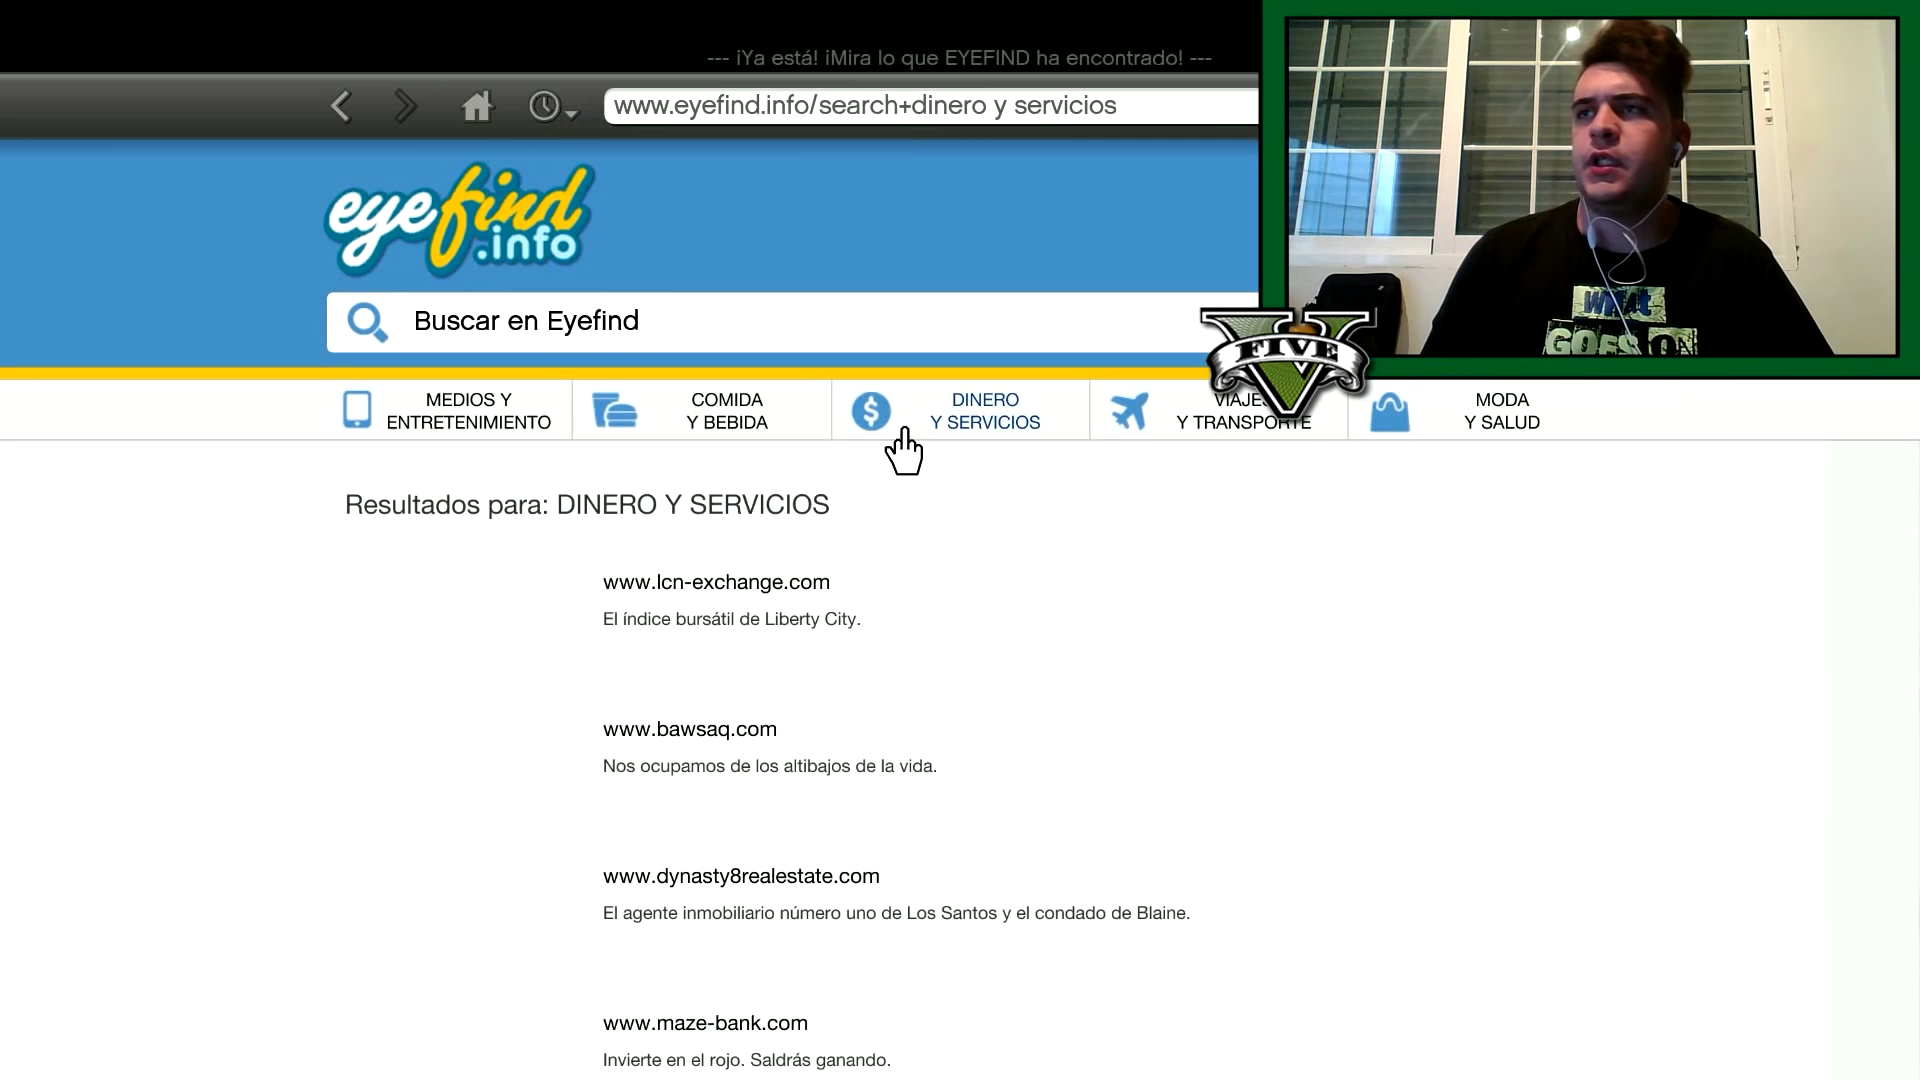 --- ¡Ya está! ¡Mira lo que EYEFIND ha encontrado! ---
www.eyefind.info/search+dinero y servicios
eyefind
.info
Buscar en Eyefind
WHAT
GOES ON
FIVE
V
MEDIOS Y
ENTRETENIMIENTO
COMIDA
Y BEBIDA
$
DINERO
Y SERVICIOS
VIAJES
Y TRANSPORTE
MODA
Y SALUD
Resultados para: DINERO Y SERVICIOS
www.lcn-exchange.com
El índice bursátil de Liberty City.
www.bawsaq.com
Nos ocupamos de los altibajos de la vida.
www.dynasty8realestate.com
El agente inmobiliario número uno de Los Santos y el condado de Blaine.
www.maze-bank.com
Invierte en el rojo. Saldrás ganando.